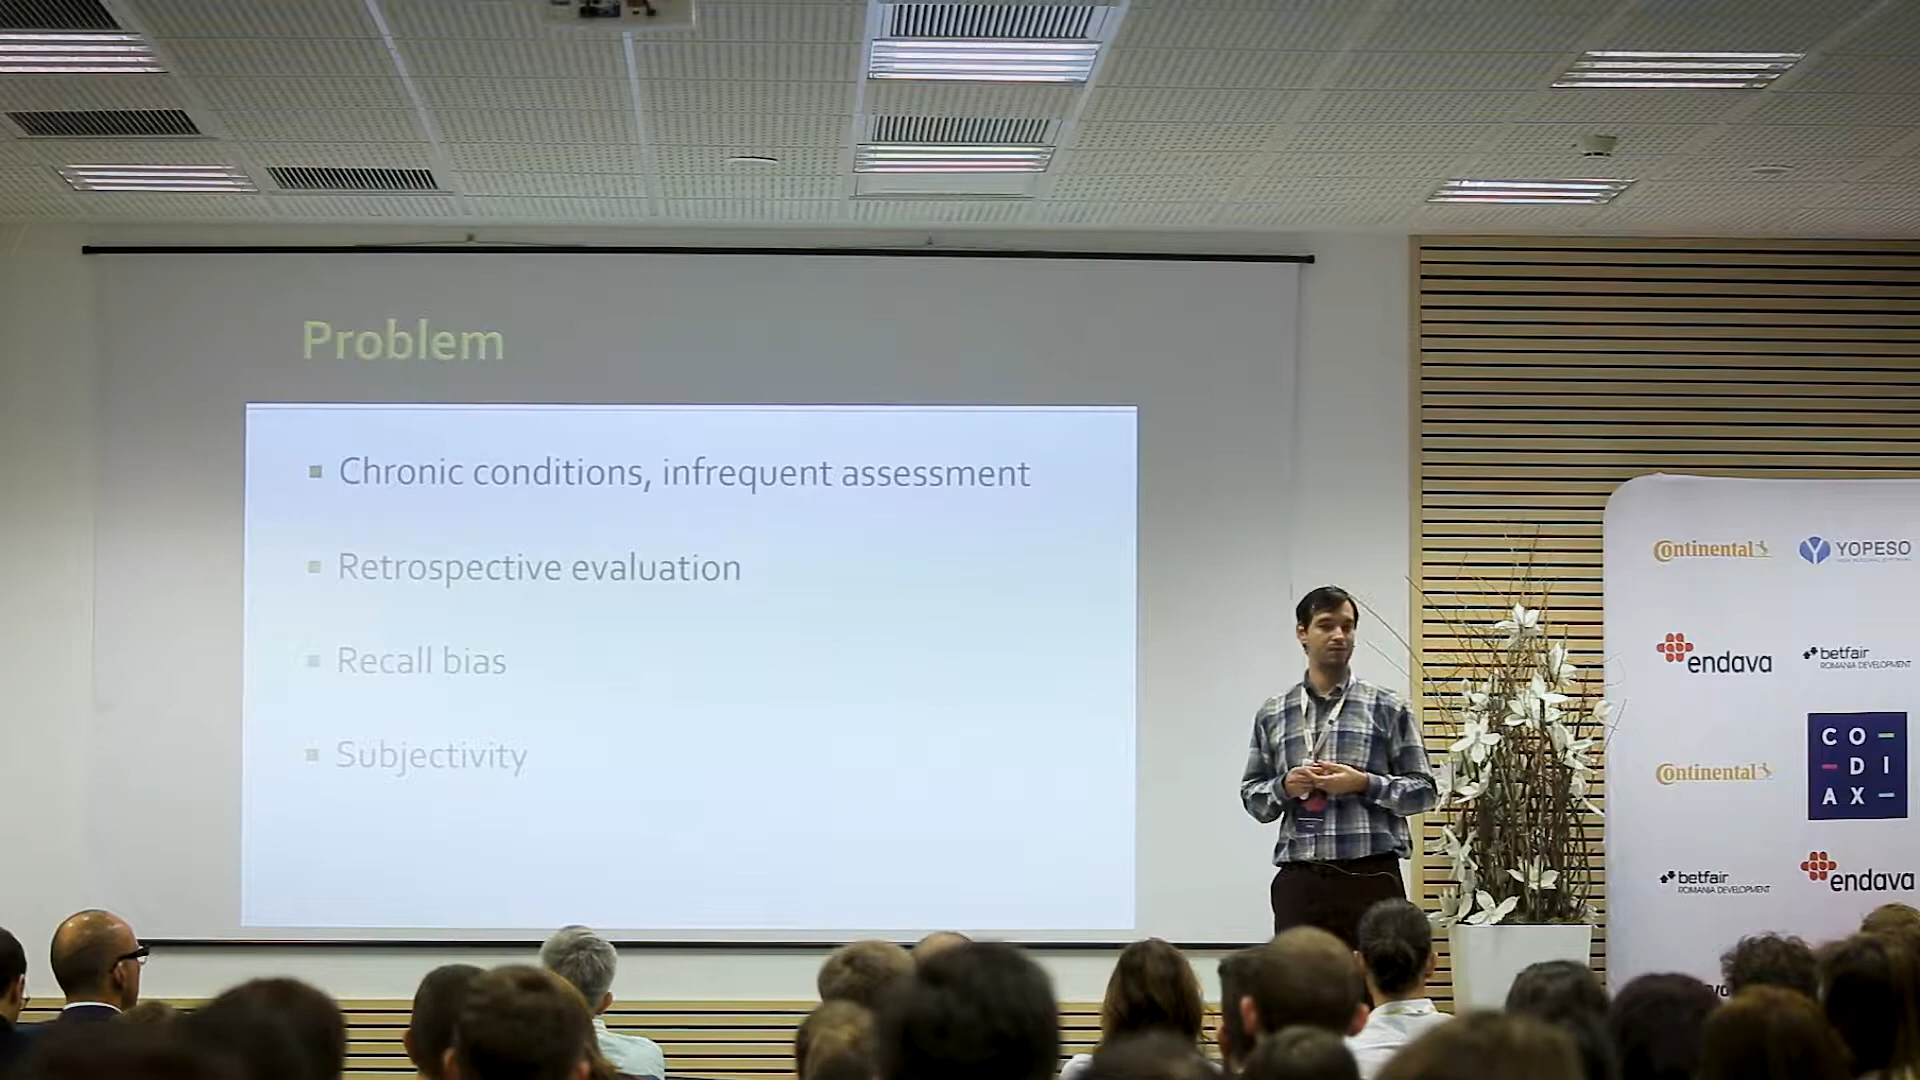 Problem
Chronic conditions, infrequent assessment
Retrospective evaluation
Recall bias
Subjectivity
Continental
YOPESO
endava
betfair
ROMANIA DEVELOPMENT
Continental
CO
DI
AX
betfair
ROMANIA DEVELOPMENT
endava